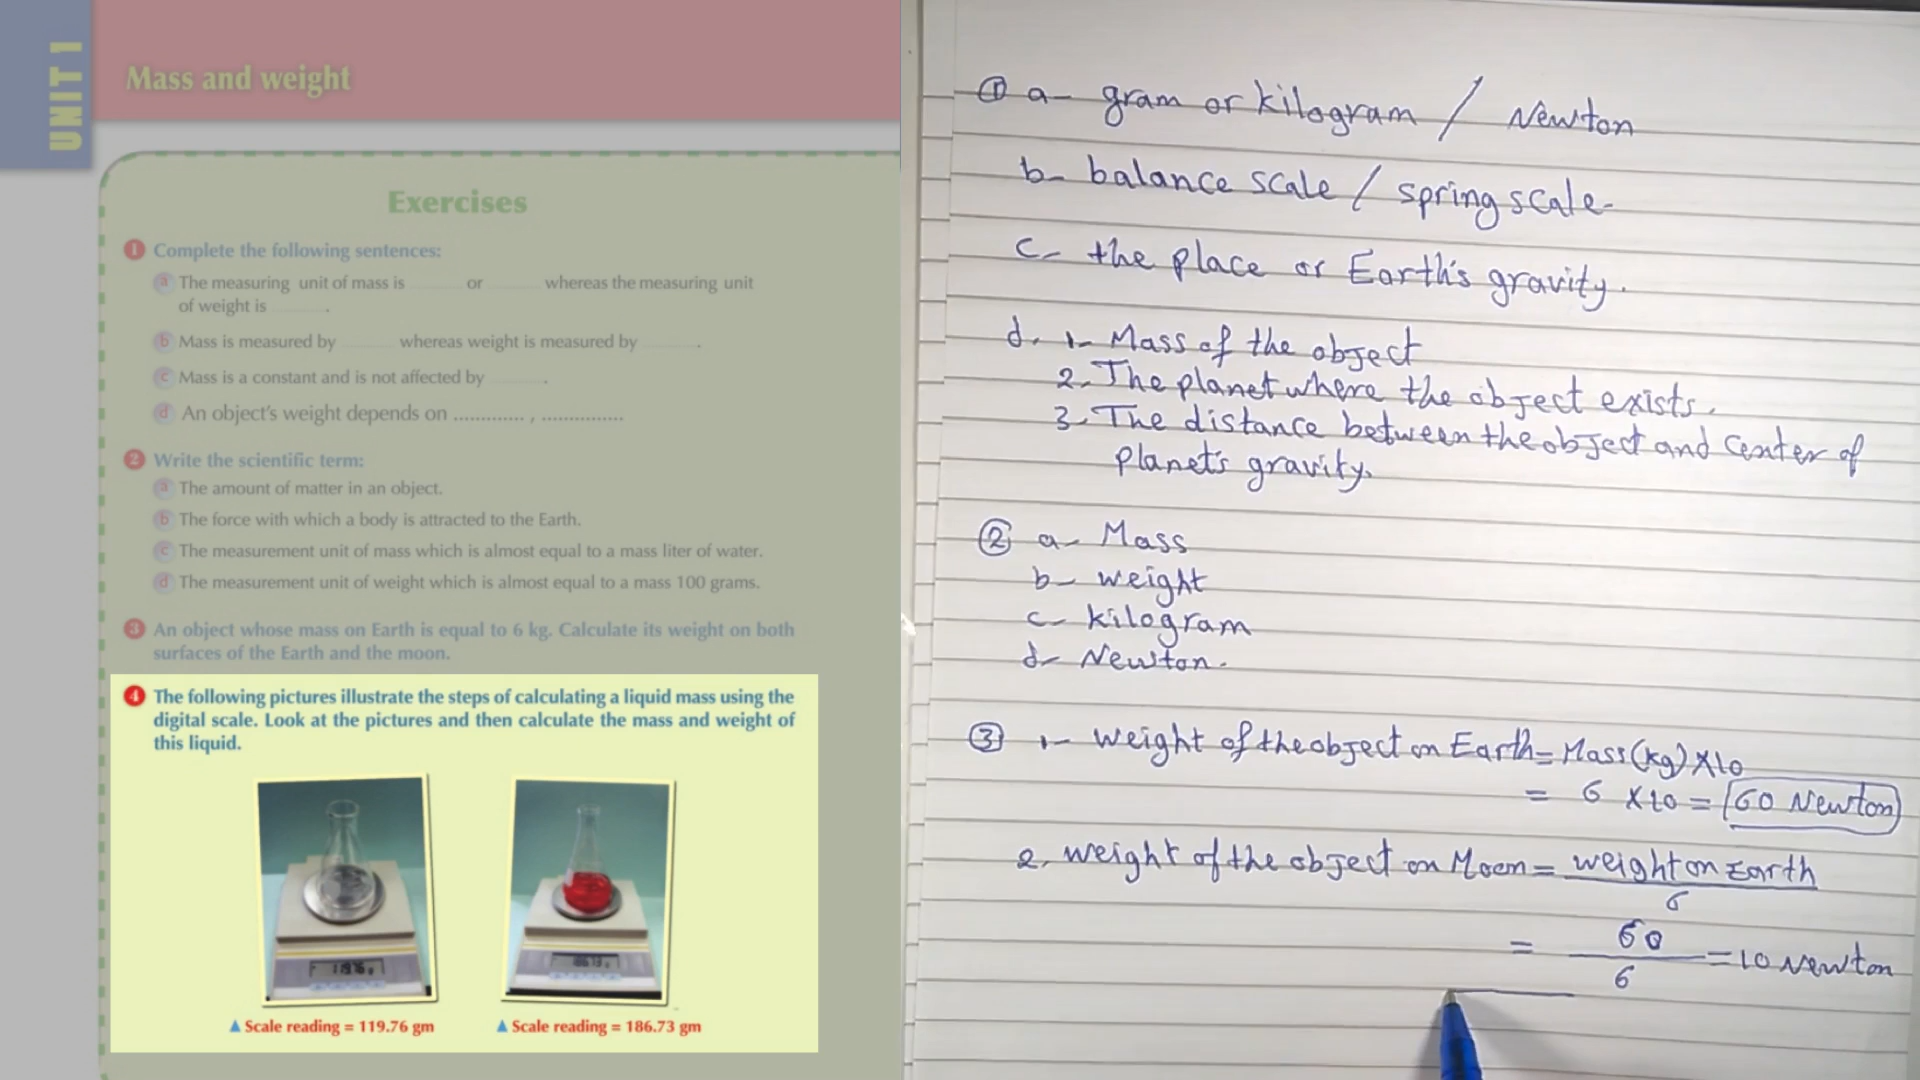 UNIT 1
Mass and weight
Exercises
1 Complete the following sentences:
a The measuring unit of mass is ........ or ........ whereas the measuring unit
of weight is ........ .
b Mass is measured by ........ whereas weight is measured by ........ .
c Mass is a constant and is not affected by ........ .
d An object's weight depends on ............. , ...............
2 Write the scientific term:
a The amount of matter in an object.
b The force with which a body is attracted to the Earth.
c The measurement unit of mass which is almost equal to a mass liter of water.
d The measurement unit of weight which is almost equal to a mass 100 grams.
3 An object whose mass on Earth is equal to 6 kg. Calculate its weight on both
surfaces of the Earth and the moon.
4 The following pictures illustrate the steps of calculating a liquid mass using the
digital scale. Look at the pictures and then calculate the mass and weight of
this liquid.
119.76 g
186.73 g
▲ Scale reading = 119.76 gm
▲ Scale reading = 186.73 gm
① a- gram or kilogram / Newton
b- balance scale / spring scale-
c- the place or Earth's gravity.
d. 1- Mass of the object
2. The planet where the object exists.
3. The distance between the object and center of
planet's gravity.
② a- Mass
b- weight
c- kilogram
d- Newton.
③ 1- weight of the object on Earth = Mass (kg) X10
= 6 X10 = 60 Newton
2. weight of the object on Moon = weight on Earth
6
= 60 = 10 Newton
6